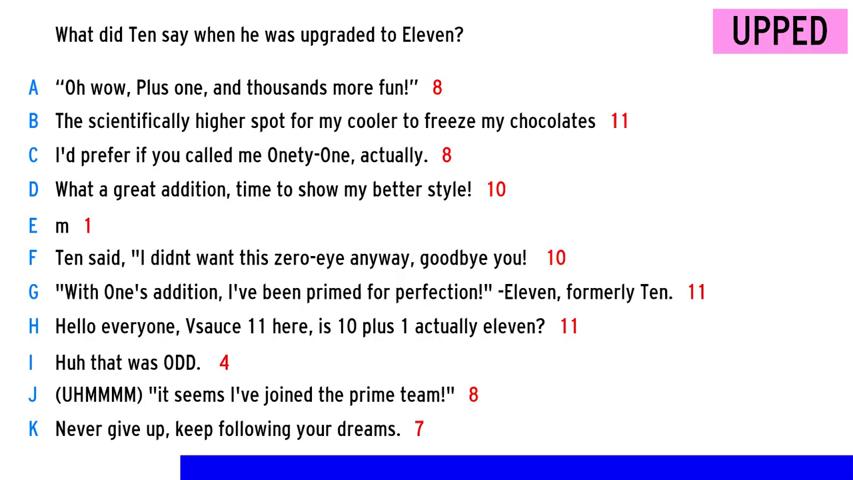 What did Ten say when he was upgraded to Eleven?
UPPED
A “Oh wow, Plus one, and thousands more fun!” 8
B The scientifically higher spot for my cooler to freeze my chocolates 11
C I'd prefer if you called me Onety-One, actually. 8
D What a great addition, time to show my better style! 10
E m 1
F Ten said, "I didnt want this zero-eye anyway, goodbye you! 10
G "With One's addition, I've been primed for perfection!" -Eleven, formerly Ten. 11
H Hello everyone, Vsauce 11 here, is 10 plus 1 actually eleven? 11
I Huh that was ODD. 4
J (UHMMMM) "it seems I've joined the prime team!" 8
K Never give up, keep following your dreams. 7